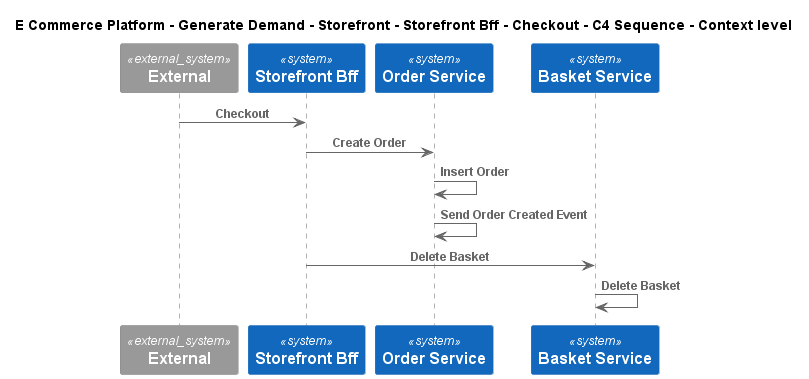 E Commerce Platform - Generate Demand - Storefront - Storefront Bff - Checkout - C4 Sequence - Context level
«external_system» «system» «system» «system»
External Storefront Bff Order Service Basket Service
Checkout
Create Order
Insert Order
Send Order Created Event
Delete Basket
Delete Basket
«external_system» «system» «system» «system»
External Storefront Bff Order Service Basket Service